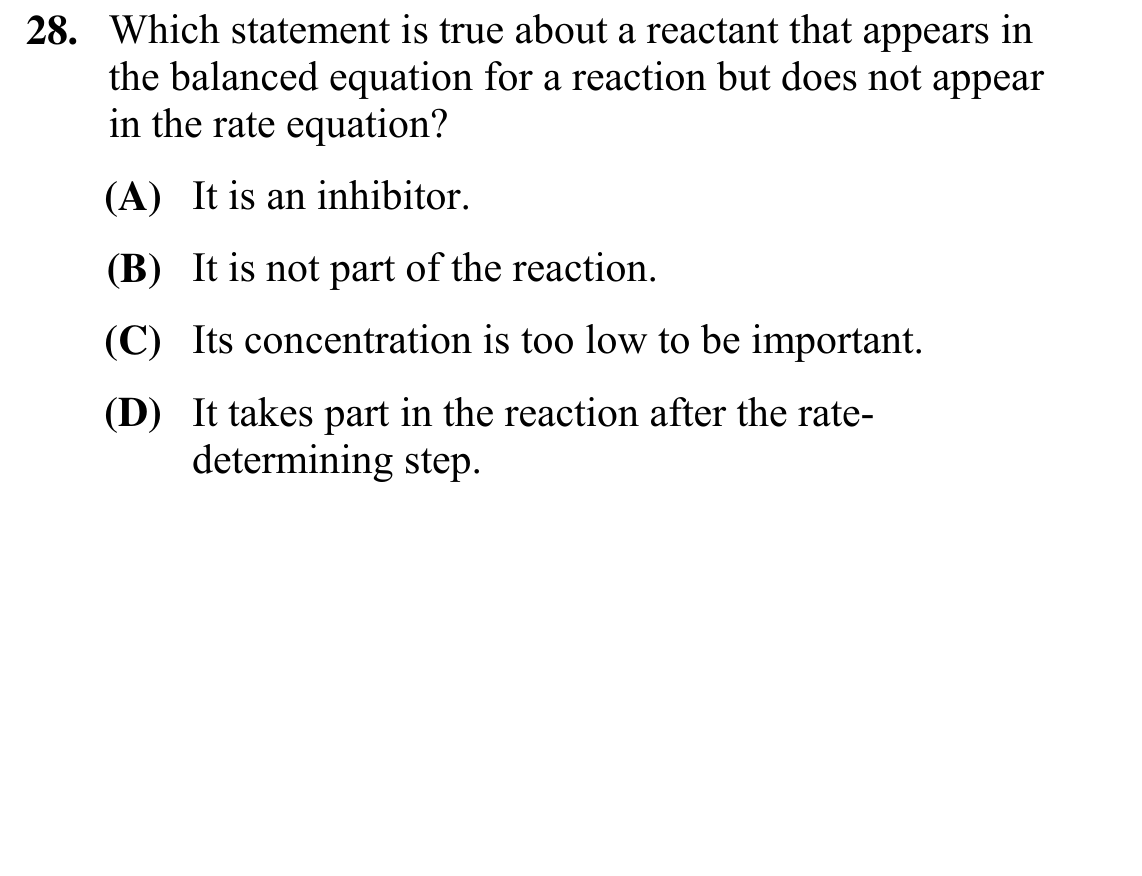 28. Which statement is true about a reactant that appears in
the balanced equation for a reaction but does not appear
in the rate equation?
(A) It is an inhibitor.
(B) It is not part of the reaction.
(C) Its concentration is too low to be important.
(D) It takes part in the reaction after the rate-
determining step.